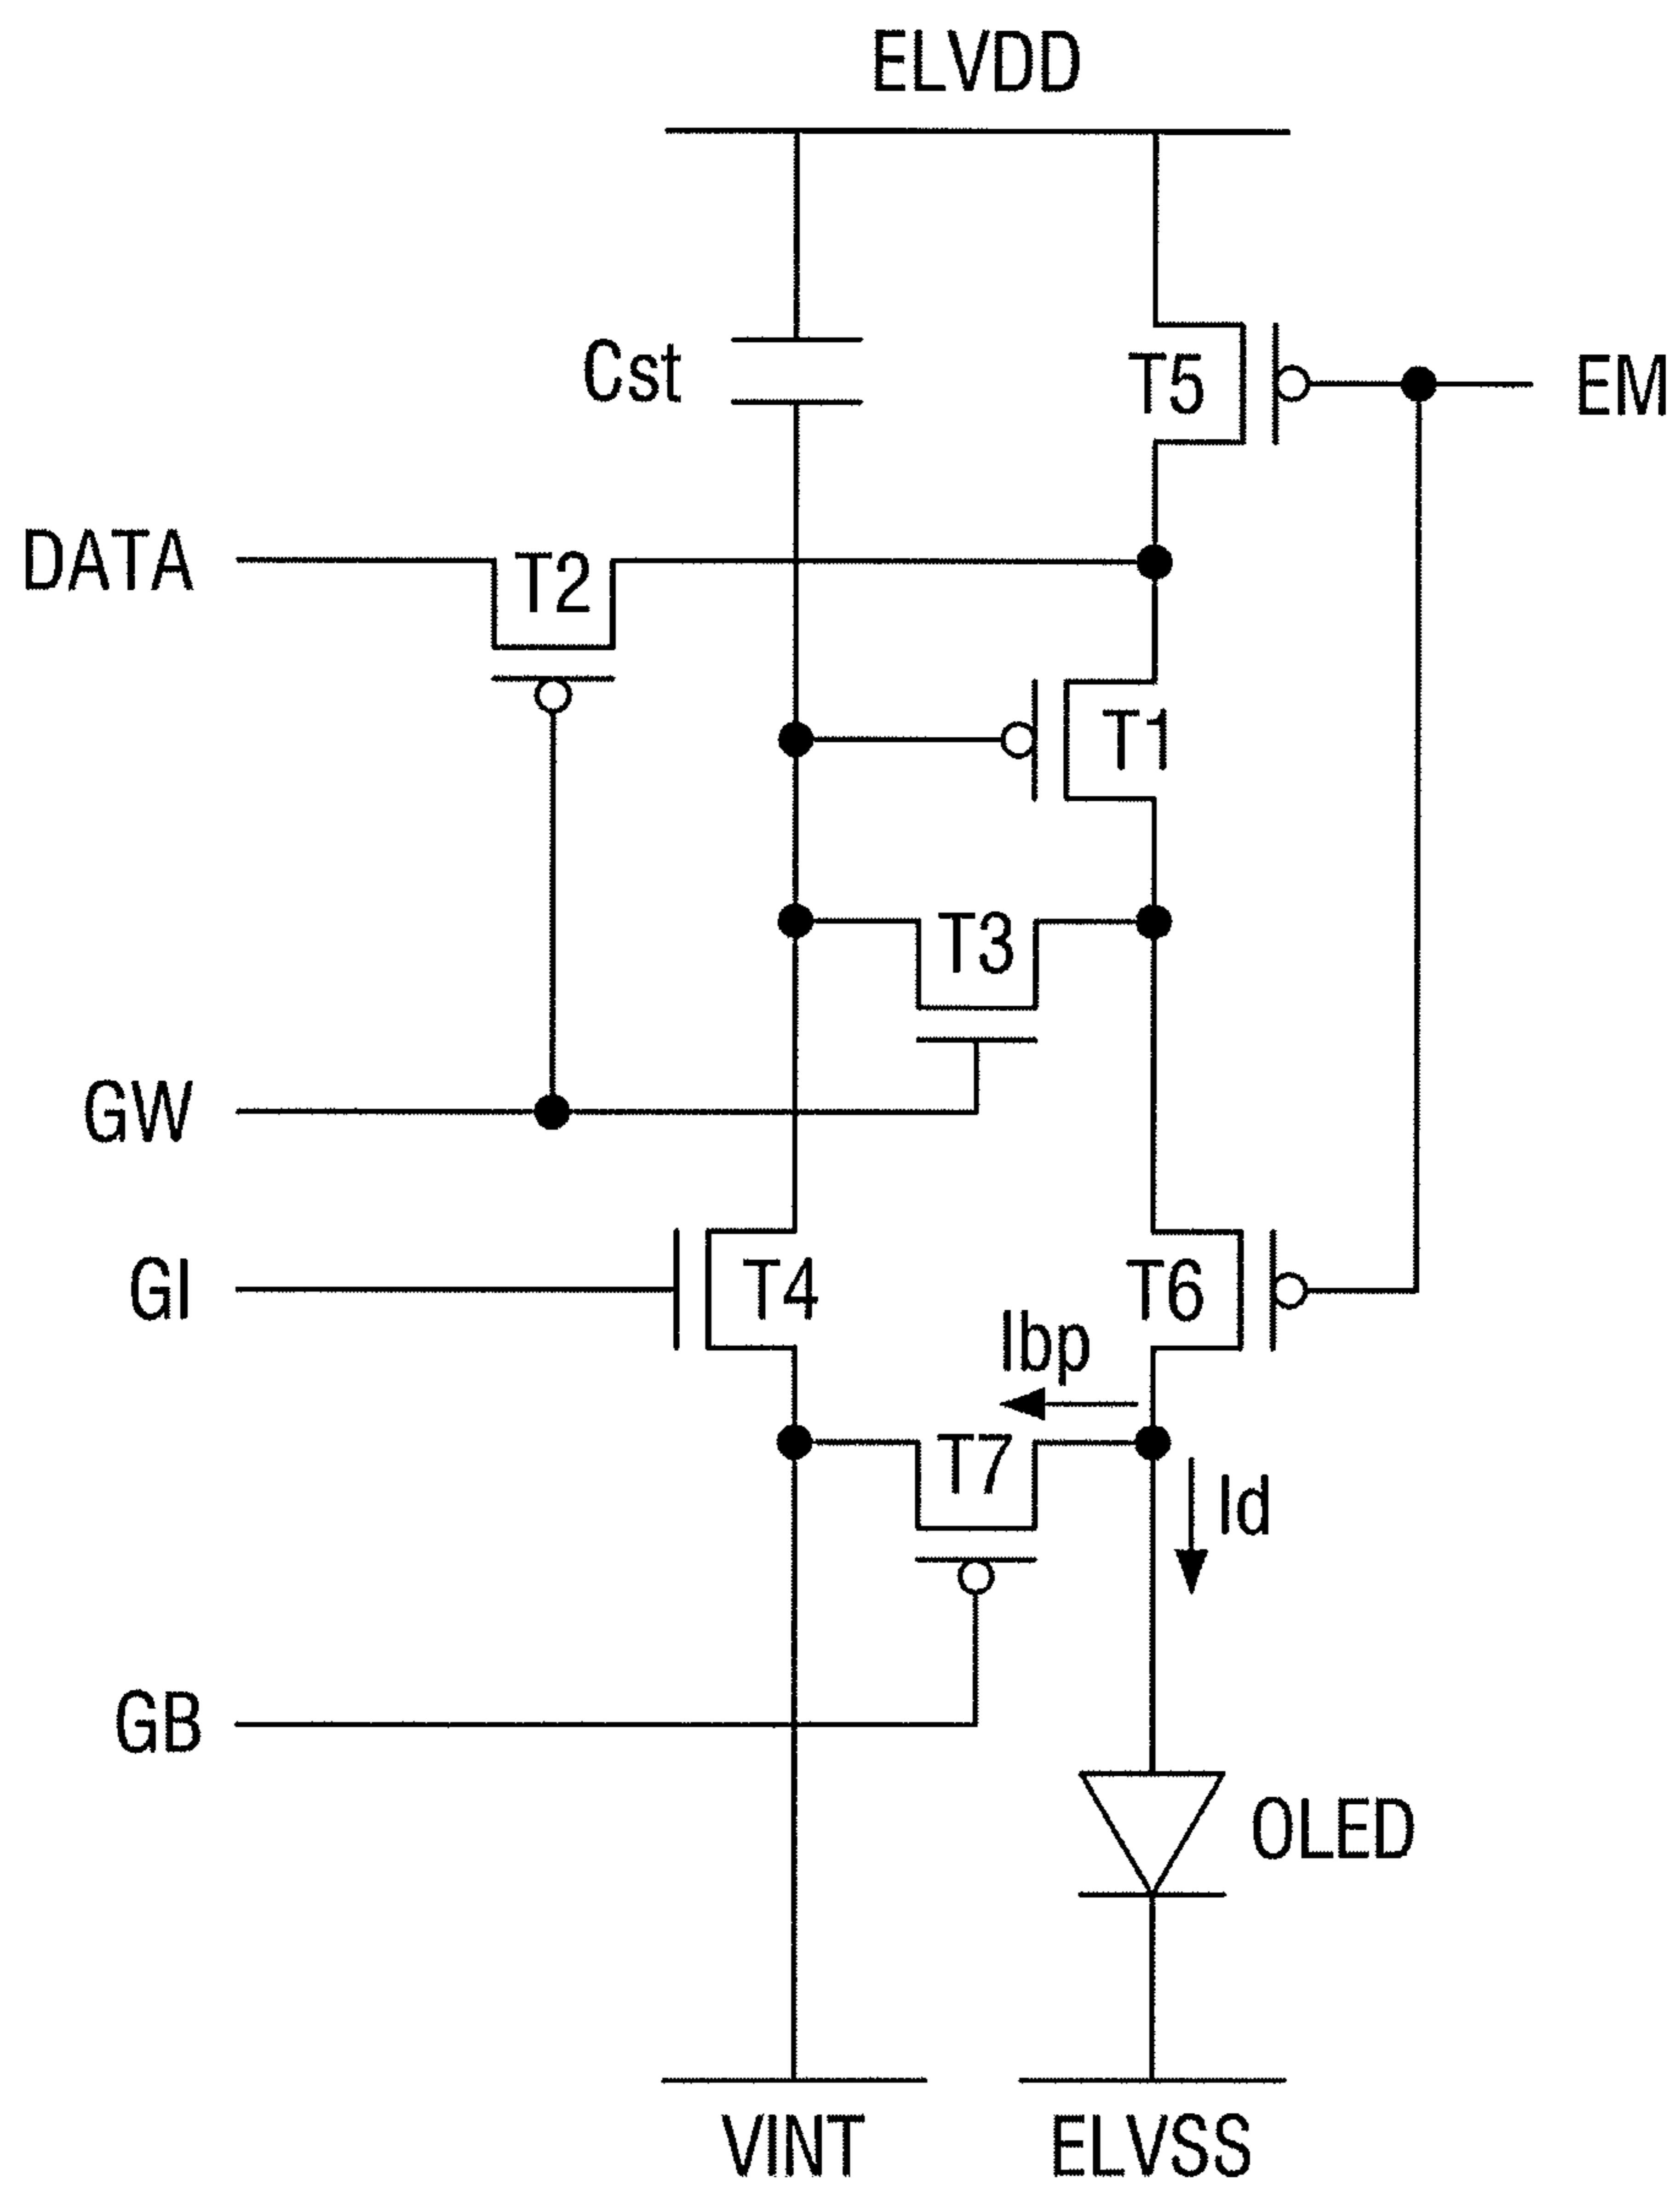 ELVDD
Cst
T5
EM
DATA
T2
T1
T3
GW
GI
T4
T6
Ibp
T7
Id
GB
OLED
VINT
ELVSS